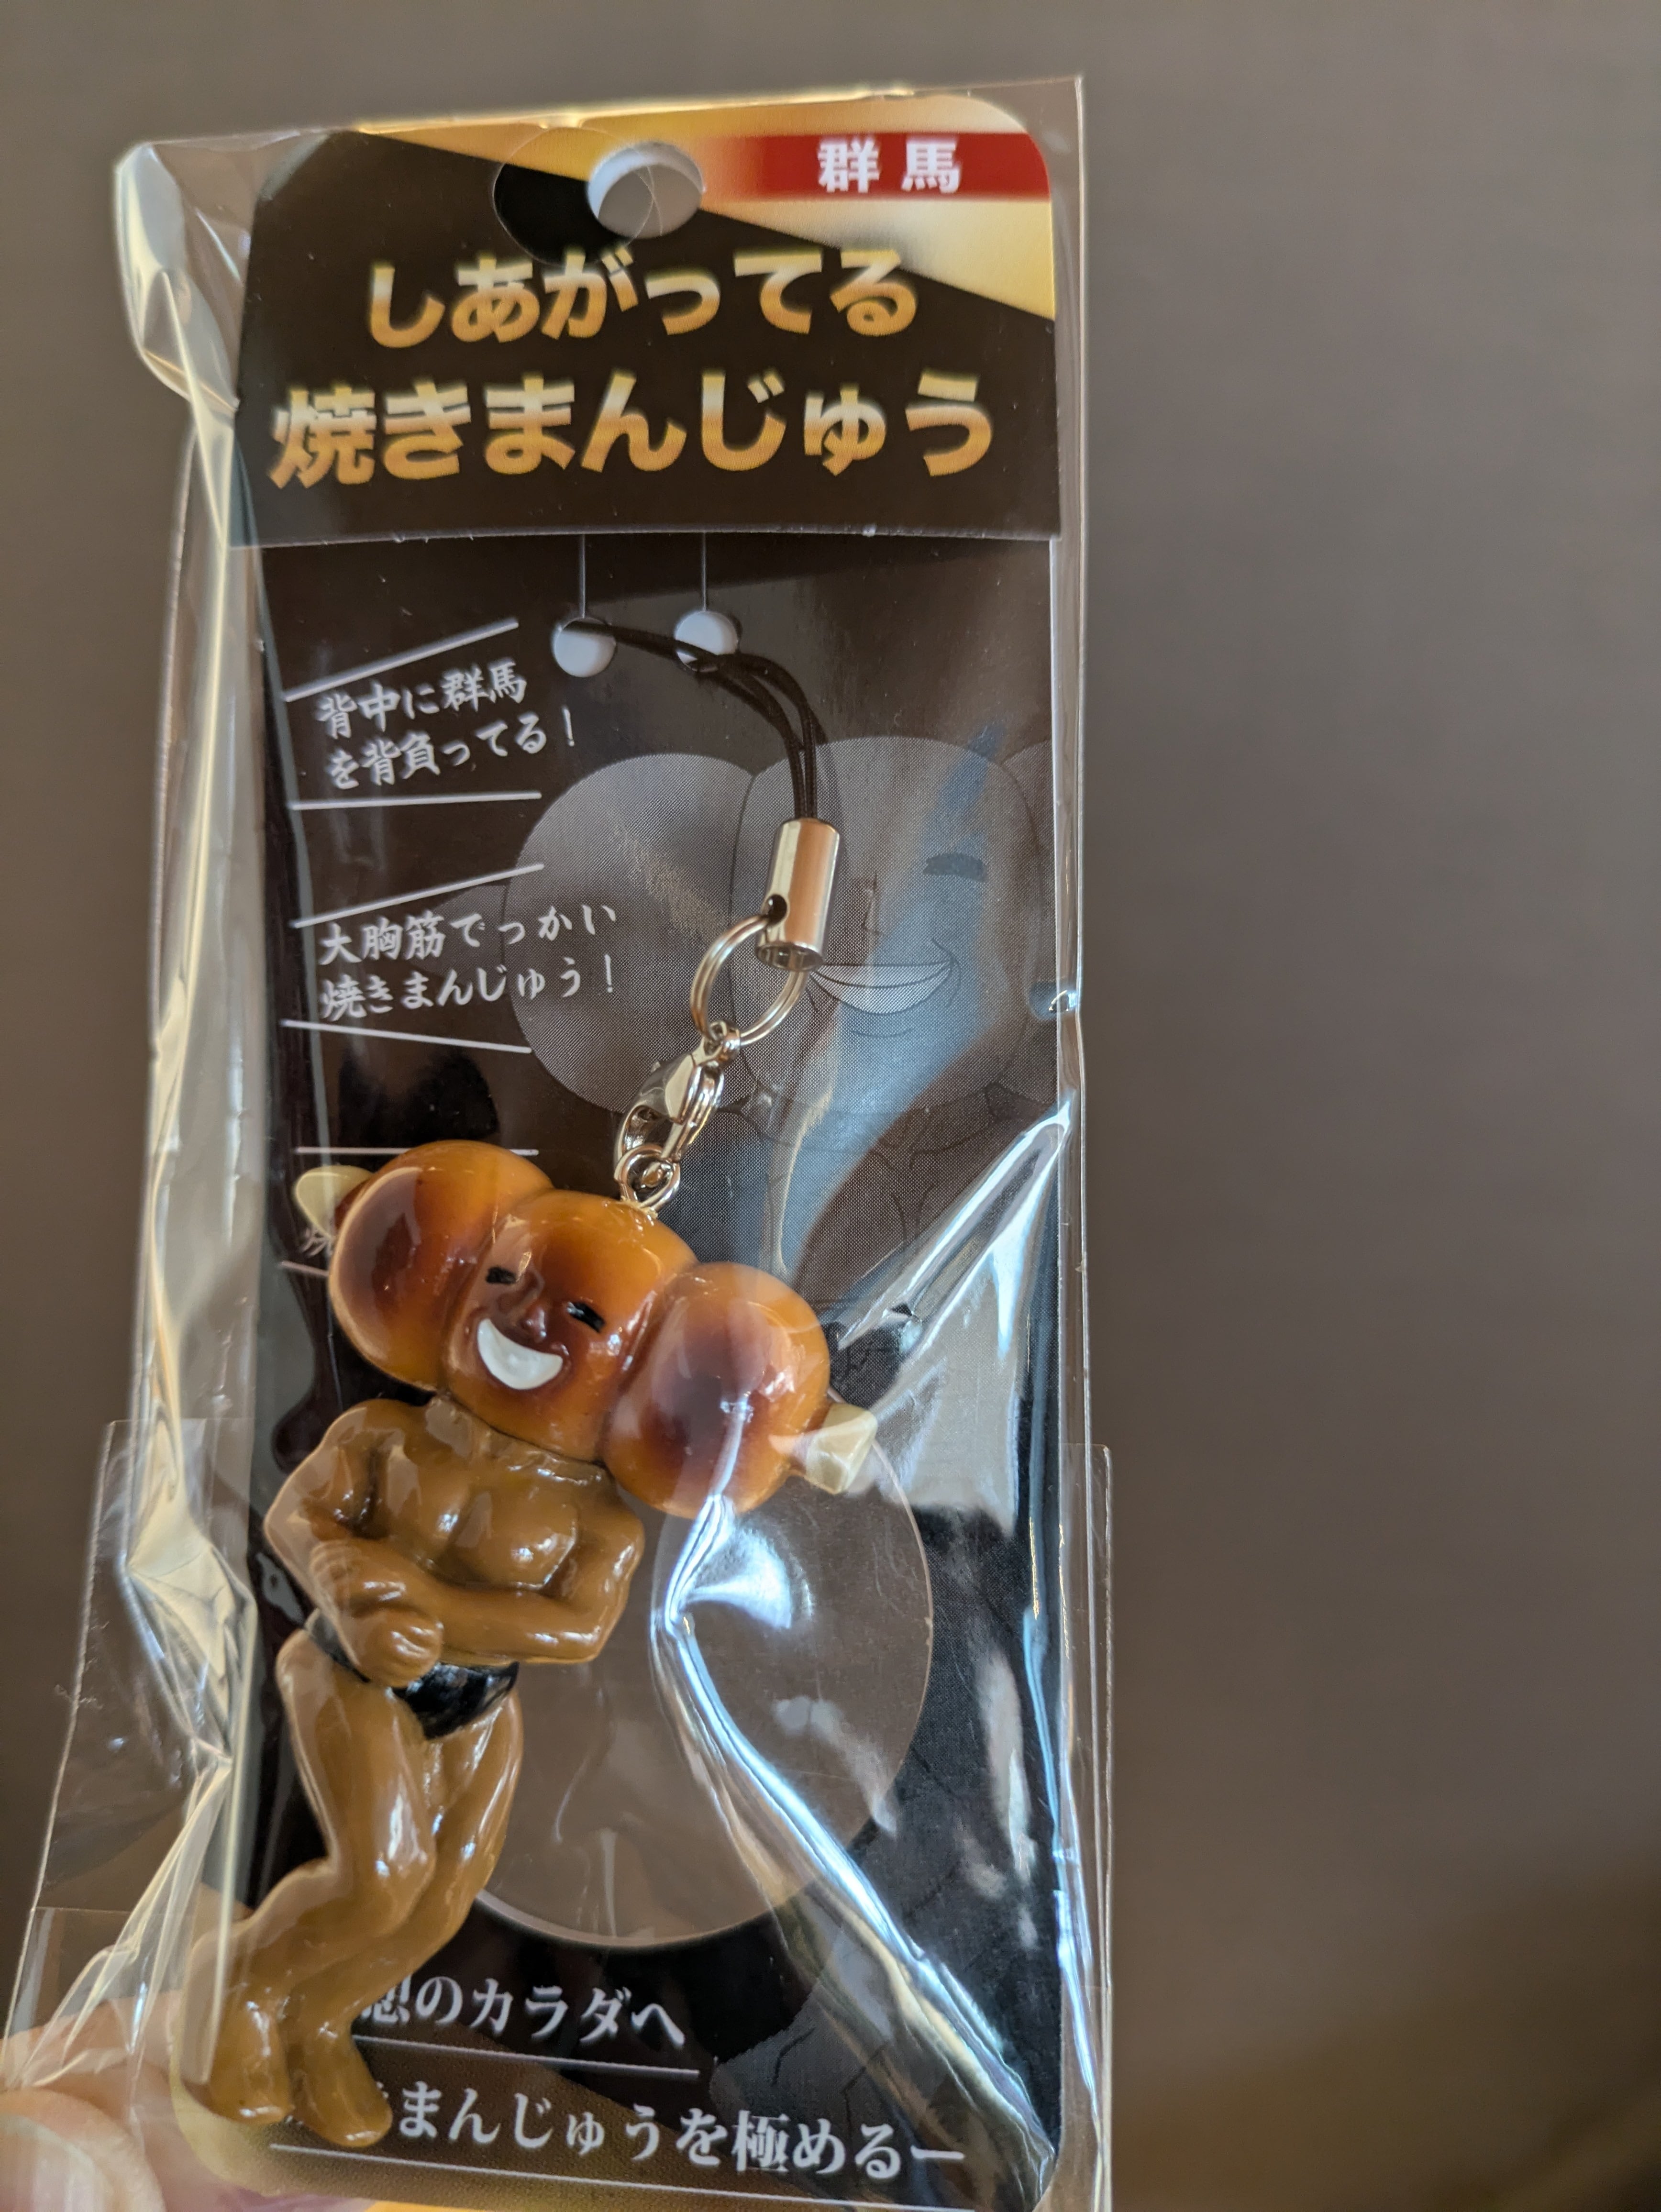 群馬
しあがってる
焼きまんじゅう
背中に群馬
を背負ってる！
大胸筋でっかい
焼きまんじゅう！
のカラダへ
まんじゅうを極めるー